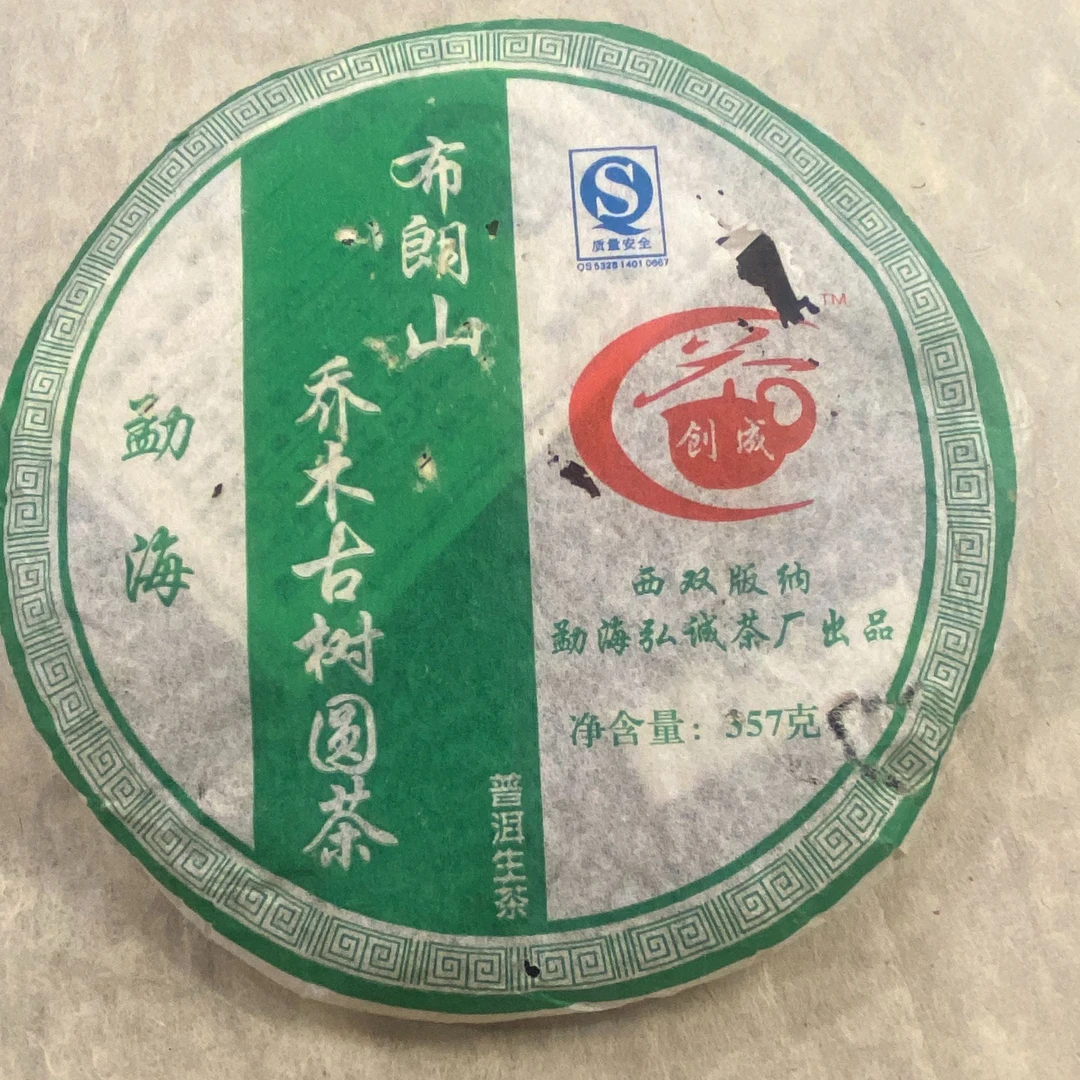 布朗山
乔木古树圆茶
普洱生茶
勐海
S
质量安全
QS5328 1401 0667
TM
创成
西双版纳
勐海弘诚茶厂出品
净含量：357克